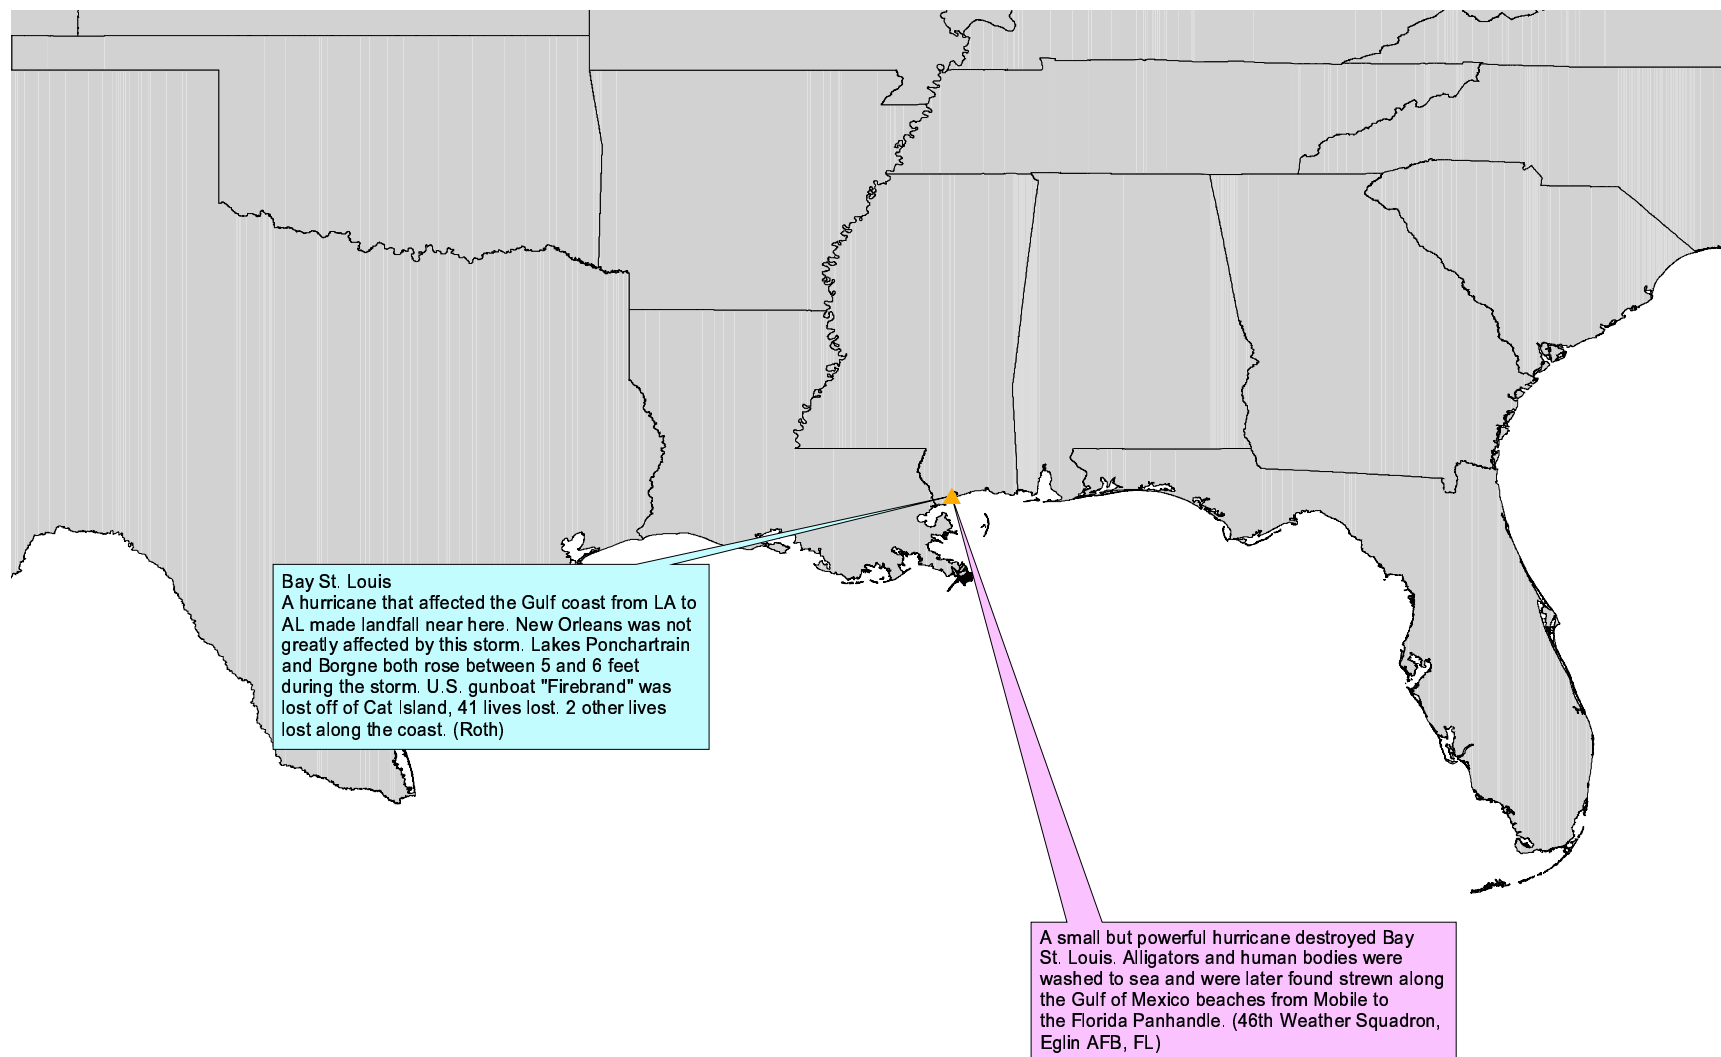 Bay St. Louis
A hurricane that affected the Gulf coast from LA to
AL made landfall near here. New Orleans was not
greatly affected by this storm. Lakes Ponchartrain
and Borgne both rose between 5 and 6 feet
during the storm. U.S. gunboat "Firebrand" was
lost off of Cat Island, 41 lives lost. 2 other lives
lost along the coast. (Roth)
A small but powerful hurricane destroyed Bay
St. Louis. Alligators and human bodies were
washed to sea and were later found strewn along
the Gulf of Mexico beaches from Mobile to
the Florida Panhandle. (46th Weather Squadron,
Eglin AFB, FL)